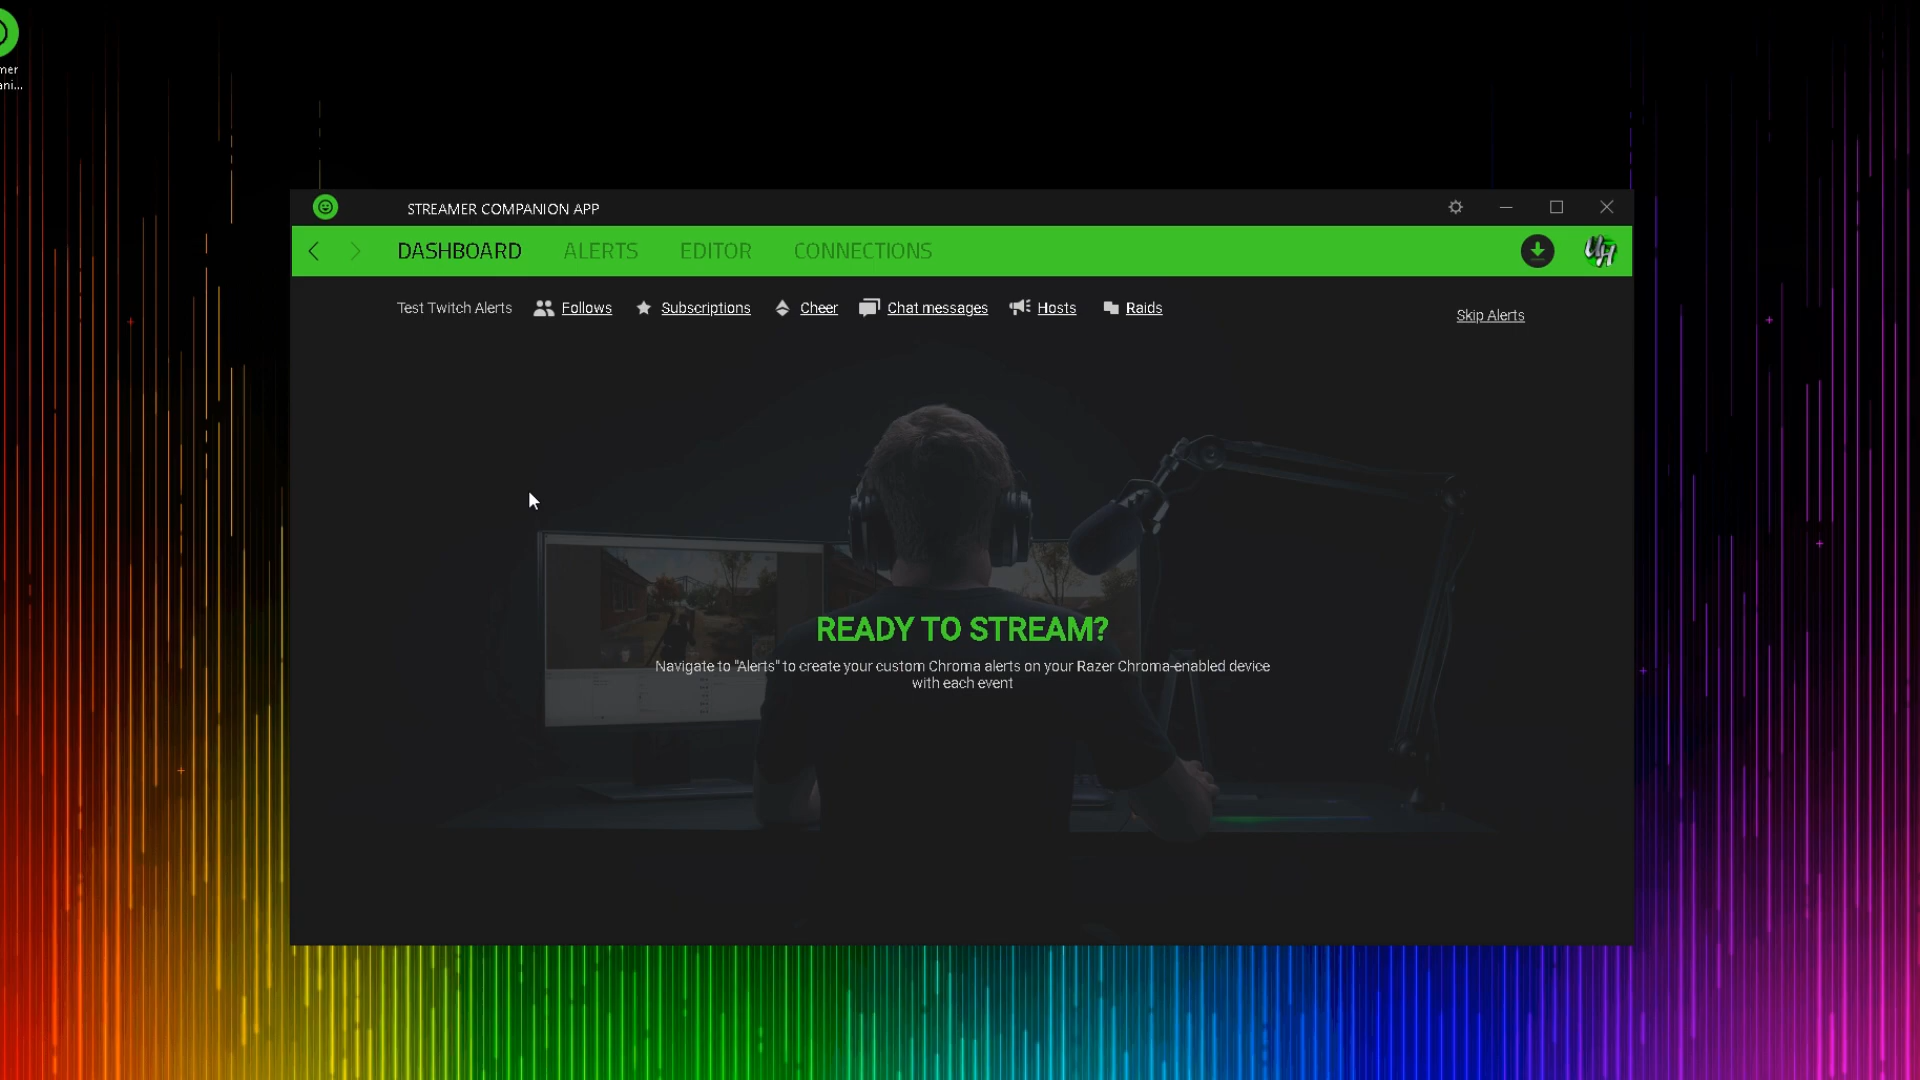 mer
ani...
STREAMER COMPANION APP
DASHBOARD ALERTS EDITOR CONNECTIONS
UH
Test Twitch Alerts Follows Subscriptions Cheer Chat messages Hosts Raids
Skip Alerts
READY TO STREAM?
Navigate to "Alerts" to create your custom Chroma alerts on your Razer Chroma-enabled device
with each event